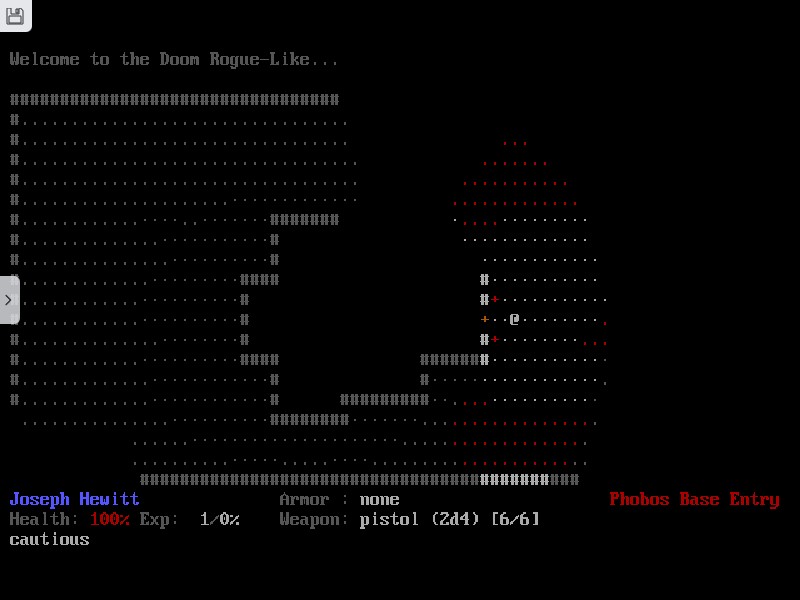 Welcome to the Doom Rogue-Like...
Joseph Hewitt Armor : none Phobos Base Entry
Health: 100% Exp: 1/0% Weapon: pistol (2d4) [6/6]
cautious